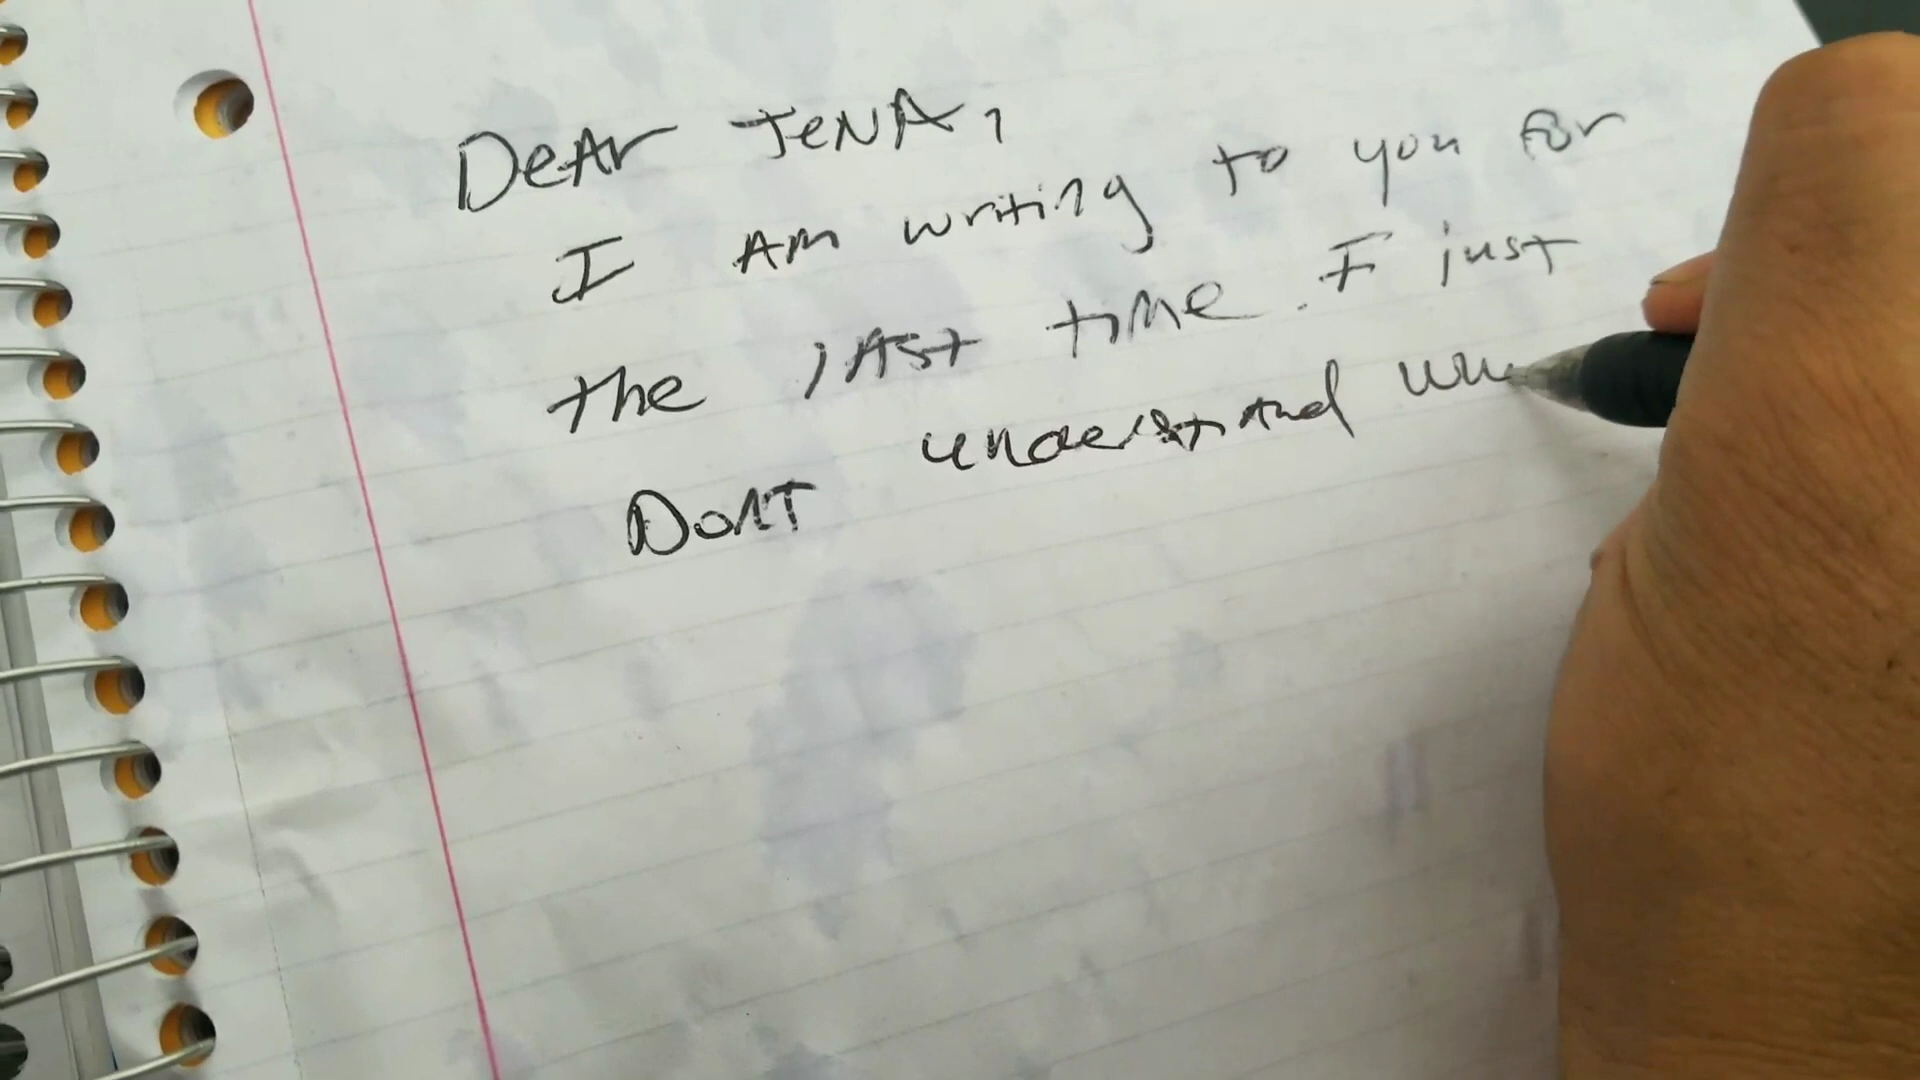 DeAr JeNA,
I AM writing to you for
the lAst time. I just
DonT understand